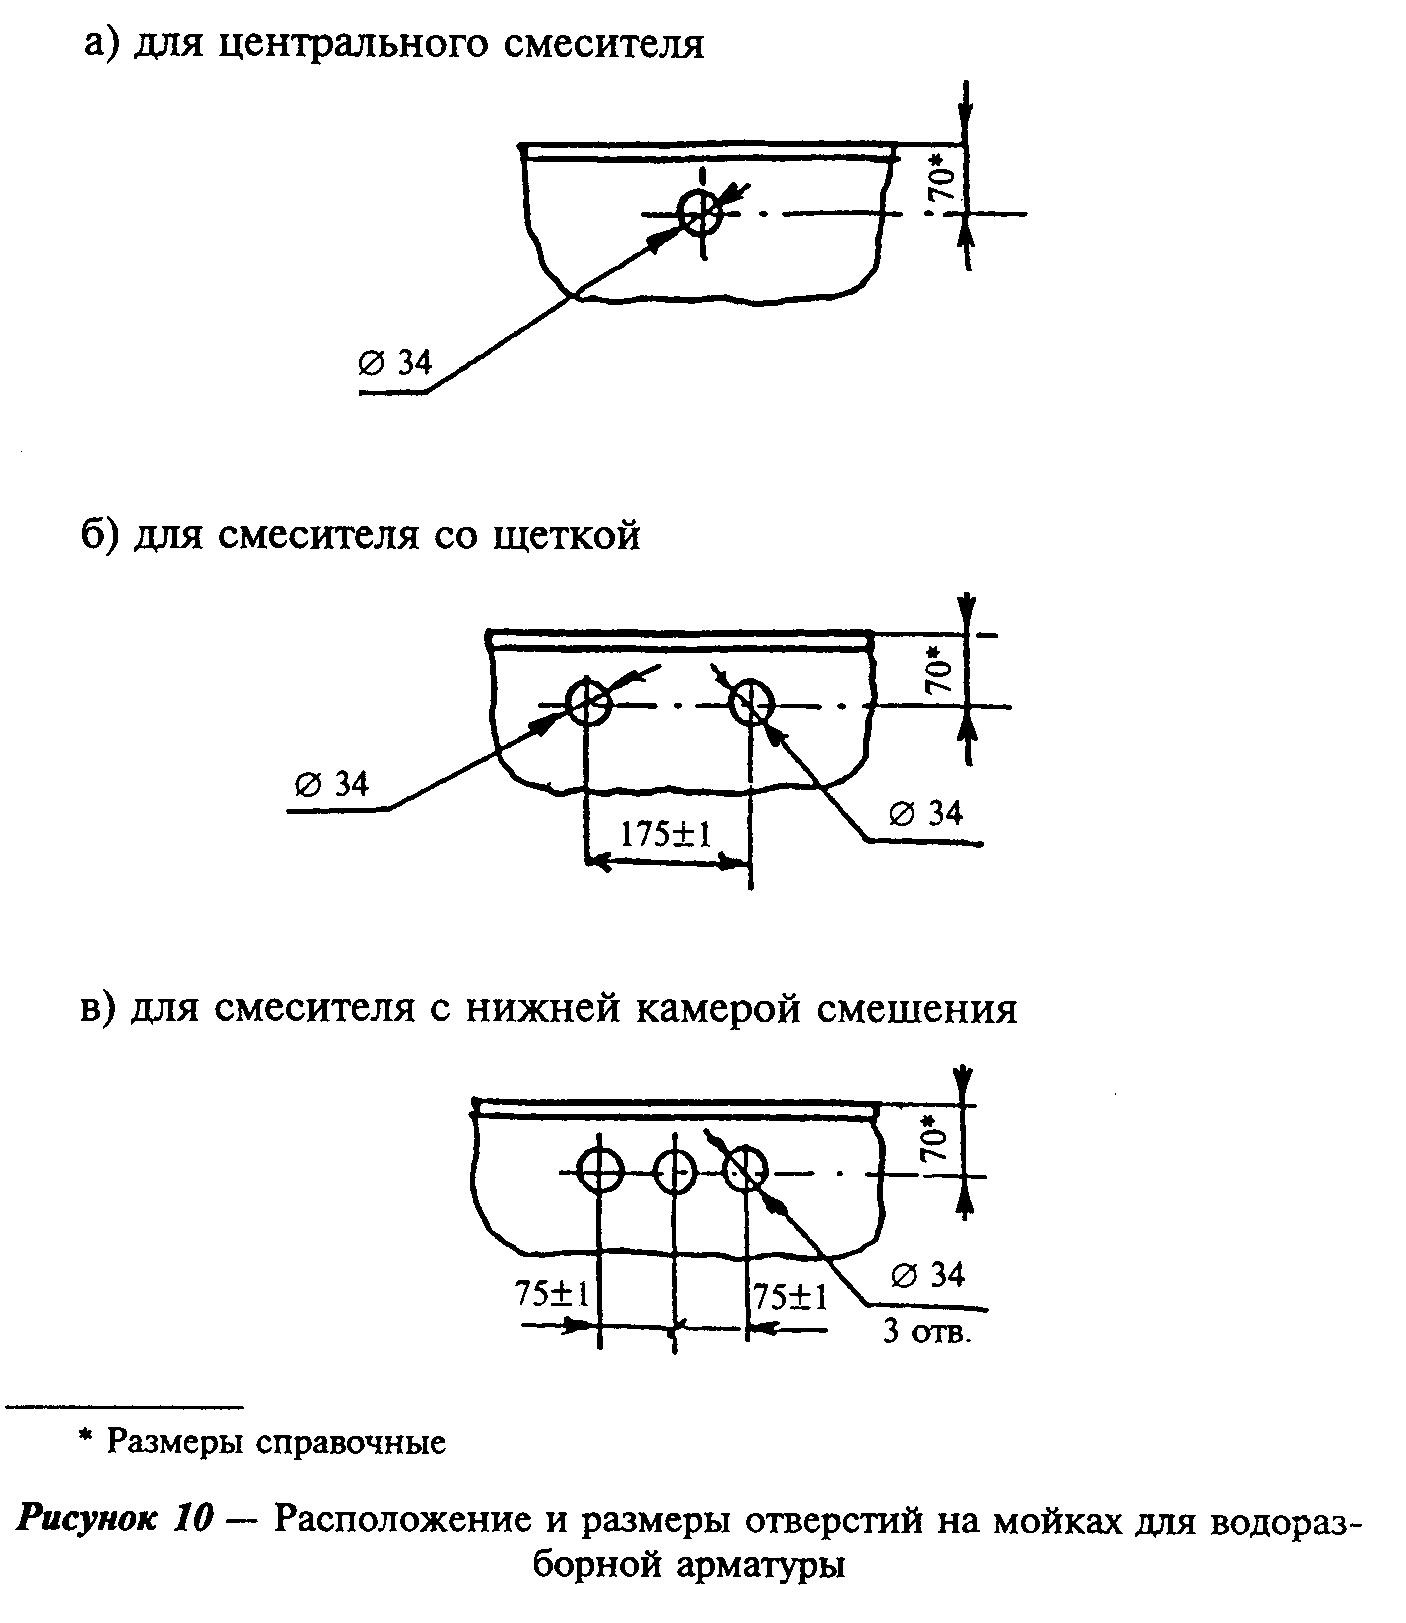 а) для центрального смесителя
70*
∅ 34
б) для смесителя со щеткой
70*
∅ 34
∅ 34
175±1
в) для смесителя с нижней камерой смешения
70*
∅ 34
75±1
75±1
3 отв.
* Размеры справочные
Рисунок 10 — Расположение и размеры отверстий на мойках для водораз-
борной арматуры